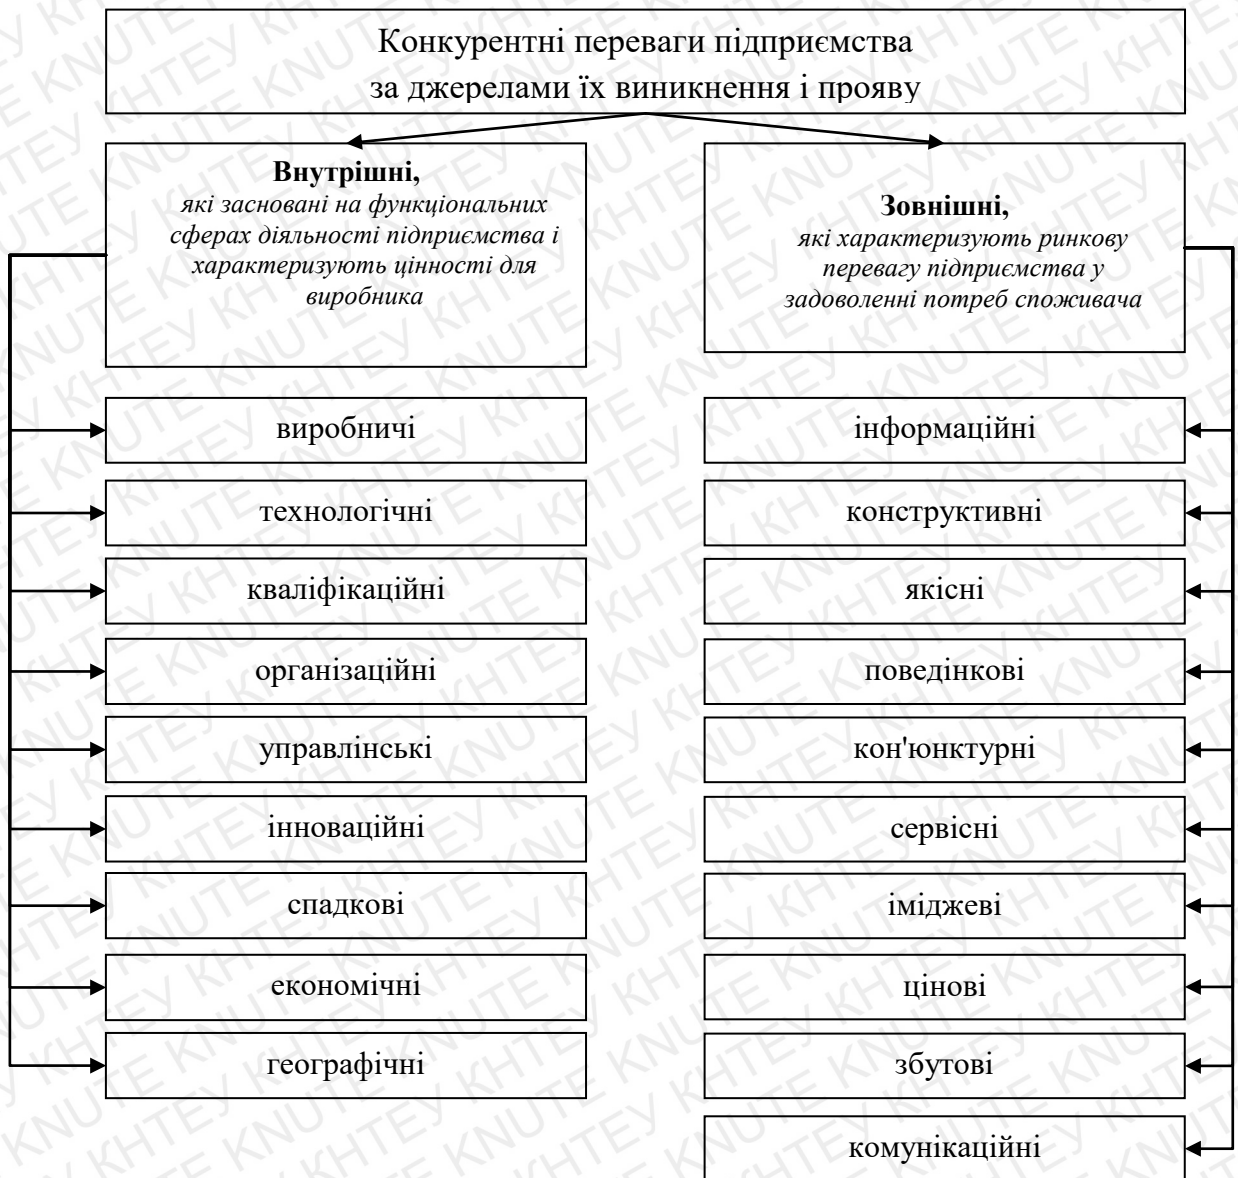 Конкурентні переваги підприємства
за джерелами їх виникнення і прояву
Внутрішні,
які засновані на функціональних
сферах діяльності підприємства і
характеризують цінності для
виробника
Зовнішні,
які характеризують ринкову
перевагу підприємства у
задоволенні потреб споживача
виробничі
технологічні
кваліфікаційні
організаційні
управлінські
інноваційні
спадкові
економічні
географічні
інформаційні
конструктивні
якісні
поведінкові
кон'юнктурні
сервісні
іміджеві
цінові
збутові
комунікаційні